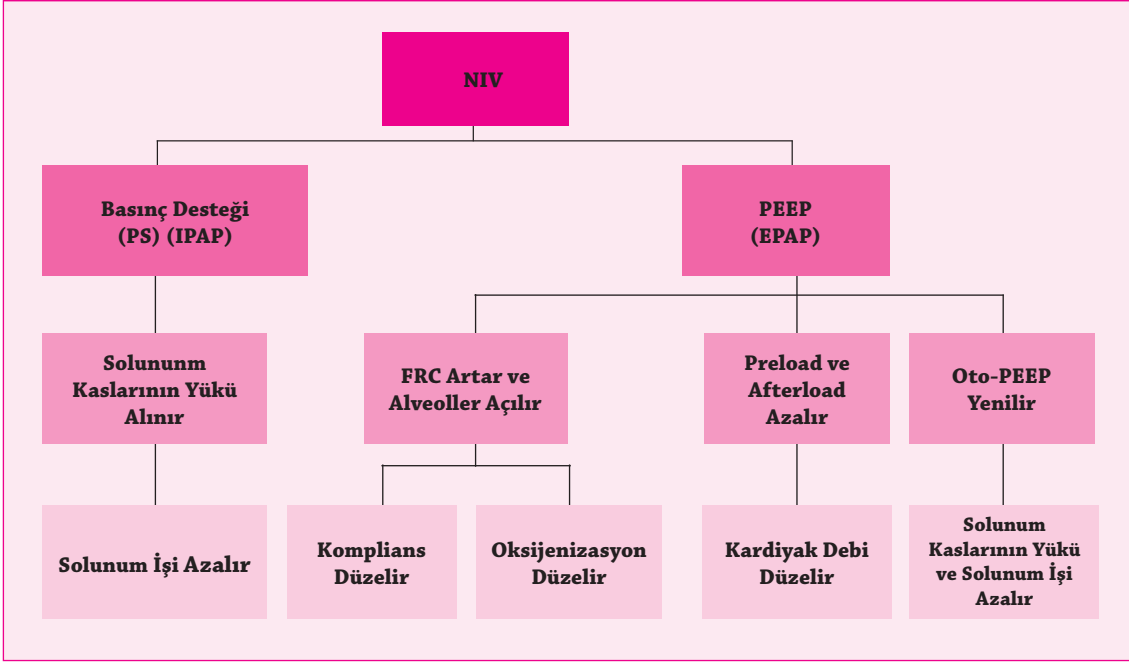 NIV
Basınç Desteği
(PS) (IPAP)
PEEP
(EPAP)
Solununm
Kaslarının Yükü
Alınır
FRC Artar ve
Alveoller Açılır
Preload ve
Afterload
Azalır
Oto-PEEP
Yenilir
Solunum İşi Azalır
Komplians
Düzelir
Oksijenizasyon
Düzelir
Kardiyak Debi
Düzelir
Solunum
Kaslarının Yükü
ve Solunum İşi
Azalır